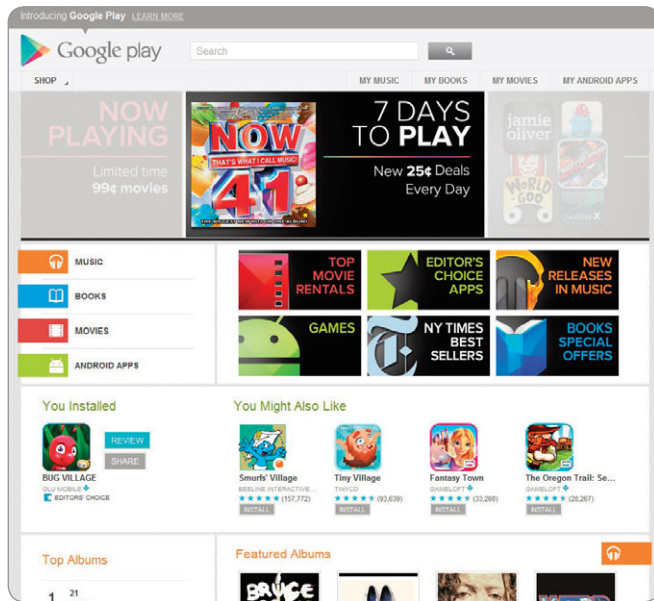 Introducing Google Play LEARN MORE
Google play
Search
SHOP
MY MUSIC MY BOOKS MY MOVIES MY ANDROID APPS
NOW
PLAYING
Limited time
99¢ movies
NOW
THAT'S WHAT I CALL MUSIC!
41
7 DAYS
TO PLAY
New 25¢ Deals
Every Day
jamie
oliver
WORLD
OF
GOO
MUSIC
BOOKS
MOVIES
ANDROID APPS
TOP
MOVIE
RENTALS
EDITOR'S
CHOICE
APPS
NEW
RELEASES
IN MUSIC
GAMES
NY TIMES
BEST
SELLERS
BOOKS
SPECIAL
OFFERS
You Installed
REVIEW
SHARE
BUG VILLAGE
GLU MOBILE
EDITORS' CHOICE
You Might Also Like
Smurfs' Village
BEELINE INTERACTIVE...
(157,772)
INSTALL
Tiny Village
TINYCO
(93,639)
INSTALL
Fantasy Town
GAMELOFT
(33,268)
INSTALL
The Oregon Trail: Se...
GAMELOFT
(28,267)
INSTALL
Top Albums
1 21
Featured Albums
BRUCE